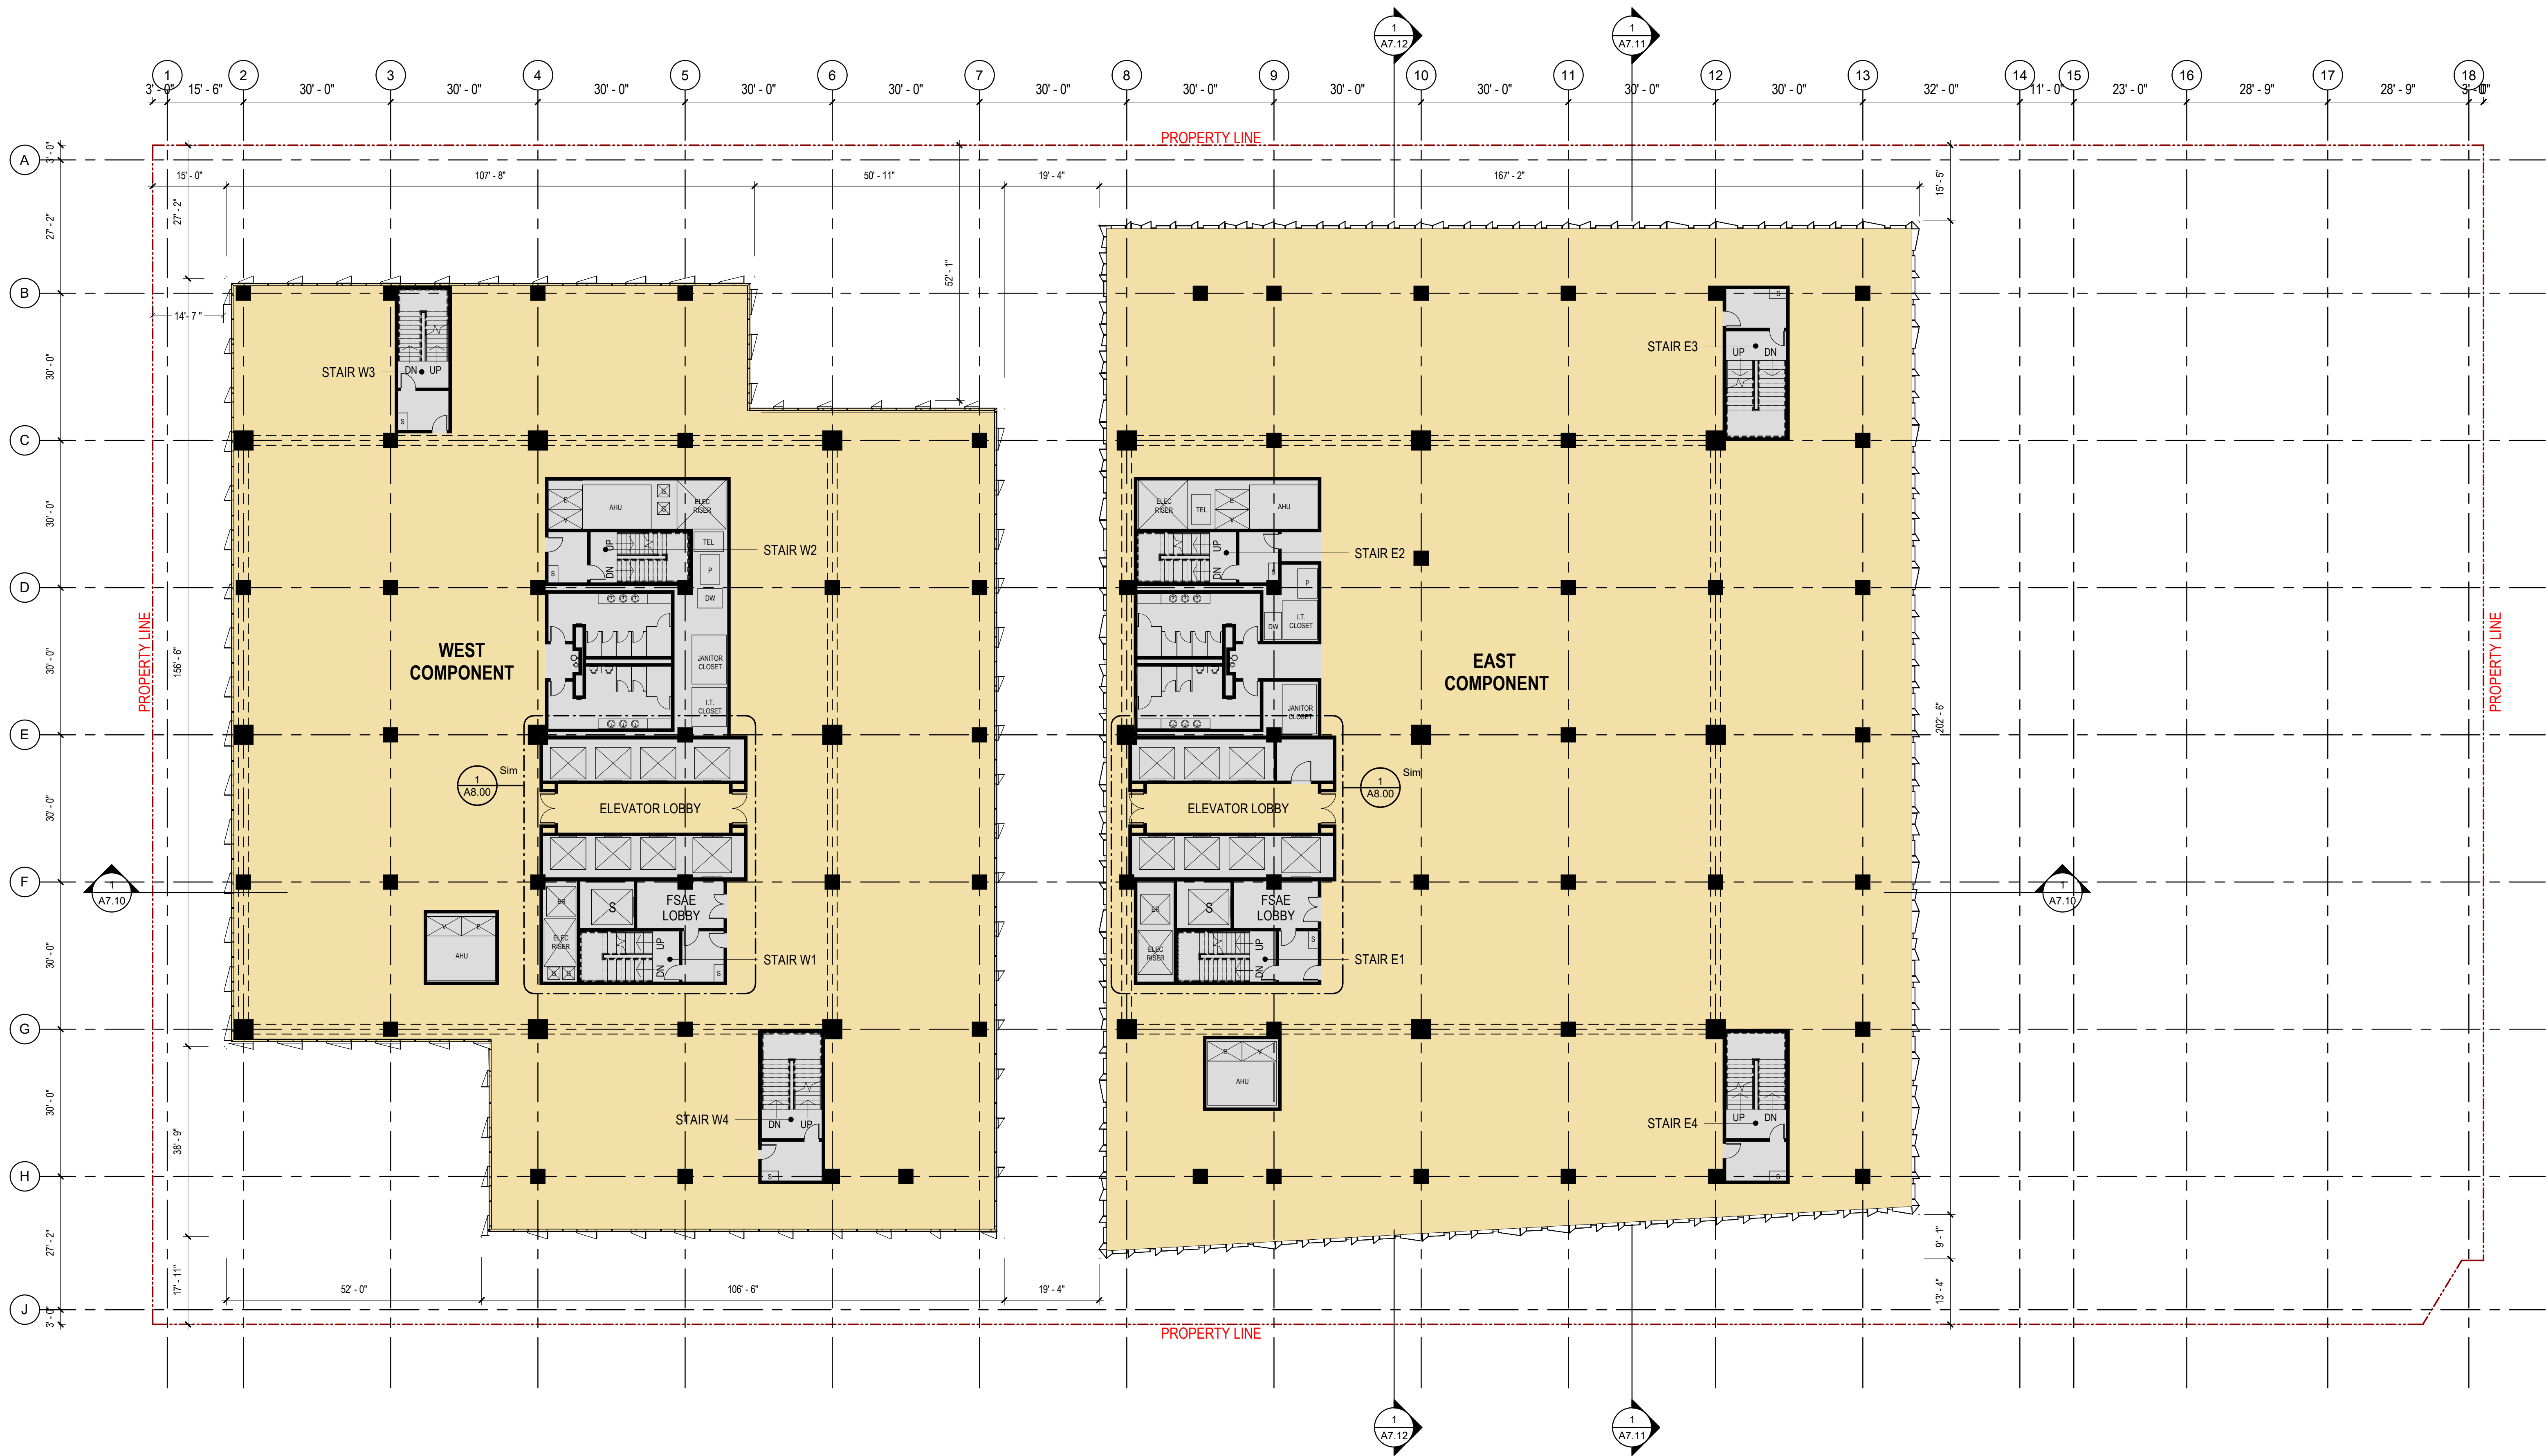 1
A7.12
1
A7.11
1
2
3
4
5
6
7
8
9
10
11
12
13
14
15
16
17
18
3' - 0"
15' - 6"
30' - 0"
30' - 0"
30' - 0"
30' - 0"
30' - 0"
30' - 0"
30' - 0"
30' - 0"
30' - 0"
30' - 0"
30' - 0"
32' - 0"
11' - 0"
23' - 0"
28' - 9"
28' - 9"
PROPERTY LINE
A
3' - 0"
15' - 0"
107' - 8"
50' - 11"
19' - 4"
167' - 2"
15' - 5"
27' - 2"
27' - 2"
52' - 1"
B
14' - 7 "
30' - 0"
STAIR W3
DN
UP
S
STAIR E3
UP
DN
S
C
30' - 0"
E
V
AHU
G
G
ELEC
RISER
TEL
P
DW
UP
DN
S
STAIR W2
ELEC
RISER
TEL
E
V
AHU
UP
DN
S
STAIR E2
D
30' - 0"
PROPERTY LINE
156' - 6"
WEST
COMPONENT
JANITOR
CLOSET
I.T.
CLOSET
P
I.T.
CLOSET
DW
JANITOR
CLOSET
EAST
COMPONENT
202' - 6"
PROPERTY LINE
E
30' - 0"
1
A8.00
Sim
ELEVATOR LOBBY
ELEVATOR LOBBY
1
A8.00
Sim
F
1
A7.10
30' - 0"
V
E
AHU
ER
ELEC
RISER
G
G
S
FSAE
LOBBY
UP
DN
S
STAIR W1
ER
ELEC
RISER
S
FSAE
LOBBY
UP
DN
S
STAIR E1
1
A7.10
G
30' - 0"
38' - 9"
STAIR W4
DN
UP
S
E
V
AHU
STAIR E4
UP
DN
S
H
27' - 2"
17' - 11"
9' - 1"
13' - 4"
52' - 0"
106' - 6"
19' - 4"
J
3' - 0"
PROPERTY LINE
1
A7.12
1
A7.11